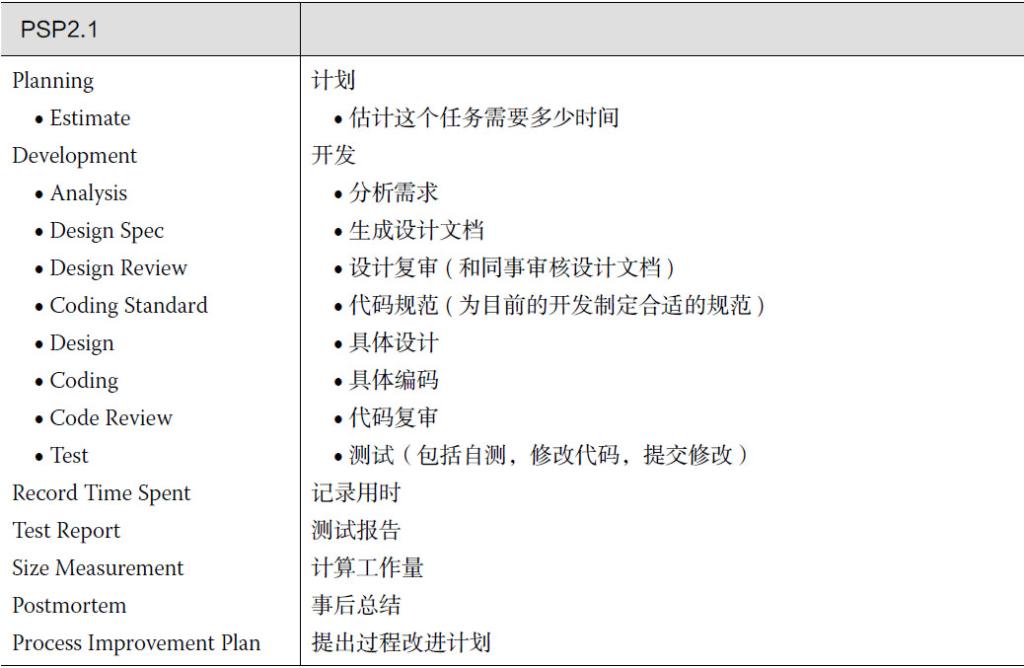 PSP2.1
Planning 计划
• Estimate • 估计这个任务需要多少时间
Development 开发
• Analysis • 分析需求
• Design Spec • 生成设计文档
• Design Review • 设计复审（和同事审核设计文档）
• Coding Standard • 代码规范（为目前的开发制定合适的规范）
• Design • 具体设计
• Coding • 具体编码
• Code Review • 代码复审
• Test • 测试（包括自测，修改代码，提交修改）
Record Time Spent 记录用时
Test Report 测试报告
Size Measurement 计算工作量
Postmortem 事后总结
Process Improvement Plan 提出过程改进计划